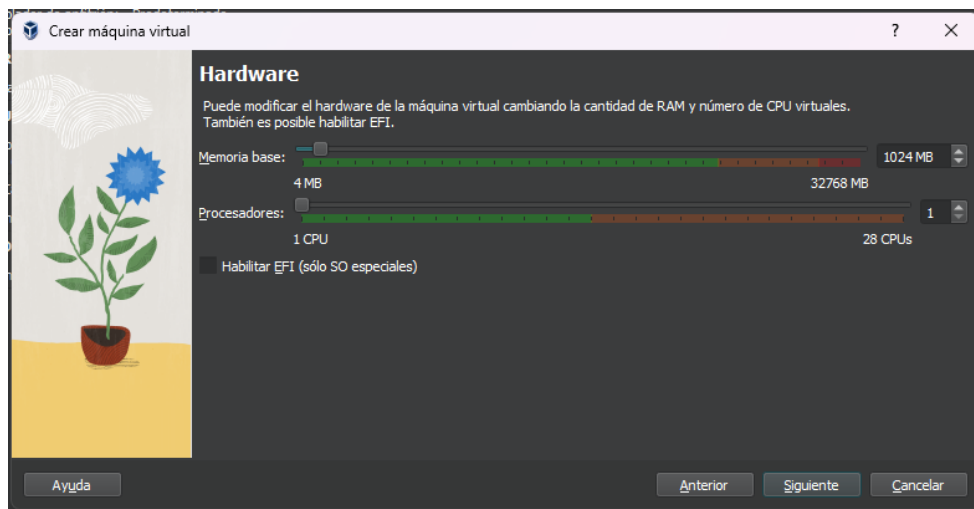 Crear máquina virtual
?
Hardware
Puede modificar el hardware de la máquina virtual cambiando la cantidad de RAM y número de CPU virtuales.
También es posible habilitar EFI.
Memoria base:
1024 MB
4 MB
32768 MB
Procesadores:
1
1 CPU
28 CPUs
Habilitar EFI (sólo SO especiales)
Ayuda
Anterior
Siguiente
Cancelar